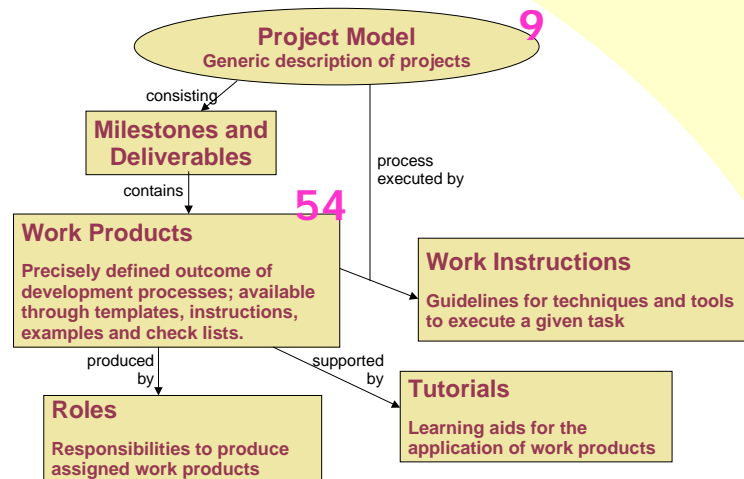 9
Project Model
Generic description of projects
consisting
Milestones and
Deliverables
process
executed by
contains
54
Work Products
Precisely defined outcome of
development processes; available
through templates, instructions,
examples and check lists.
Work Instructions
Guidelines for techniques and tools
to execute a given task
produced
by
supported
by
Roles
Responsibilities to produce
assigned work products
Tutorials
Learning aids for the
application of work products